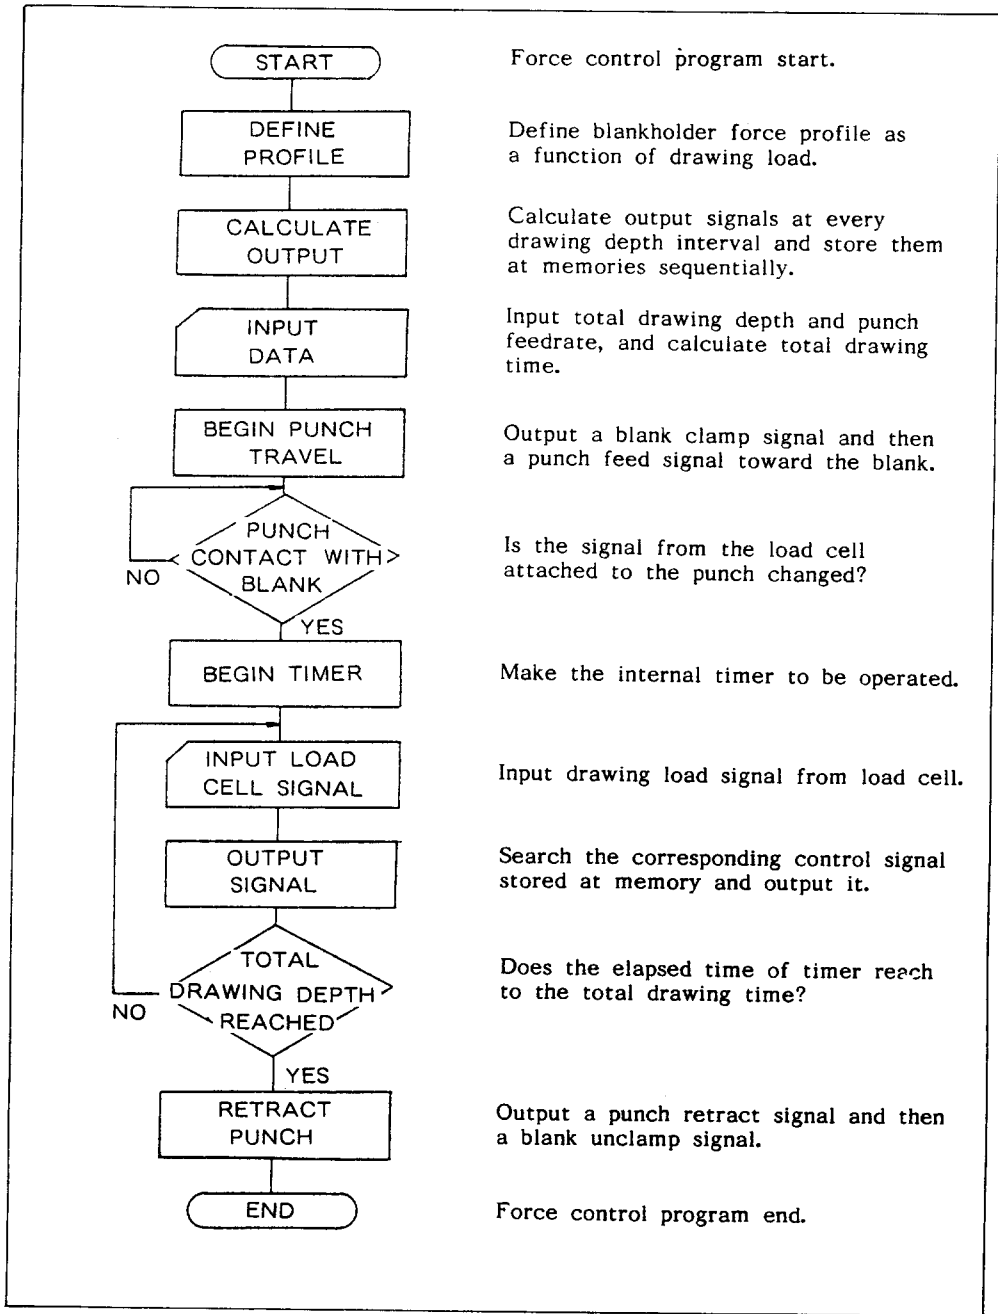 START
Force control program start.
DEFINE
PROFILE
Define blankholder force profile as
a function of drawing load.
CALCULATE
OUTPUT
Calculate output signals at every
drawing depth interval and store them
at memories sequentially.
INPUT
DATA
Input total drawing depth and punch
feedrate, and calculate total drawing
time.
BEGIN PUNCH
TRAVEL
Output a blank clamp signal and then
a punch feed signal toward the blank.
PUNCH
CONTACT WITH
BLANK
NO
YES
Is the signal from the load cell
attached to the punch changed?
BEGIN TIMER
Make the internal timer to be operated.
INPUT LOAD
CELL SIGNAL
Input drawing load signal from load cell.
OUTPUT
SIGNAL
Search the corresponding control signal
stored at memory and output it.
TOTAL
DRAWING DEPTH
REACHED
NO
YES
Does the elapsed time of timer reach
to the total drawing time?
RETRACT
PUNCH
Output a punch retract signal and then
a blank unclamp signal.
END
Force control program end.